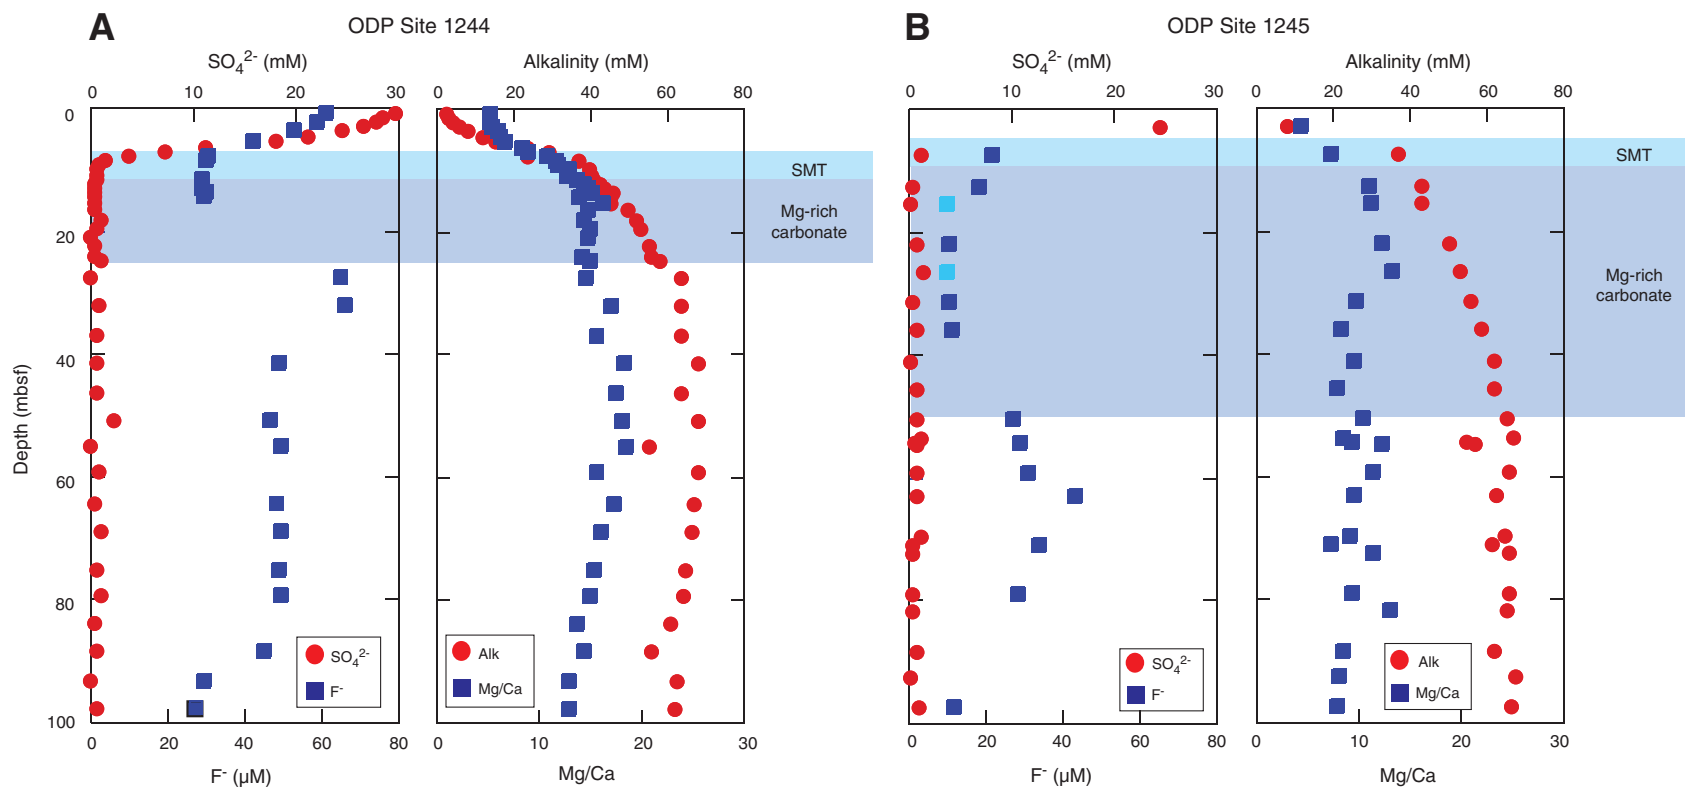 A
ODP Site 1244
SO₄²⁻ (mM)
Alkalinity (mM)
0 10 20 30
0 20 40 60 80
0
20
40
60
80
100
Depth (mbsf)
SMT
Mg-rich
carbonate
SO₄²⁻
F⁻
Alk
Mg/Ca
0 20 40 60 80
0 10 20 30
F⁻ (µM)
Mg/Ca
B
ODP Site 1245
SO₄²⁻ (mM)
Alkalinity (mM)
0 10 20 30
0 20 40 60 80
SMT
Mg-rich
carbonate
SO₄²⁻
F⁻
Alk
Mg/Ca
0 20 40 60 80
0 10 20 30
F⁻ (µM)
Mg/Ca